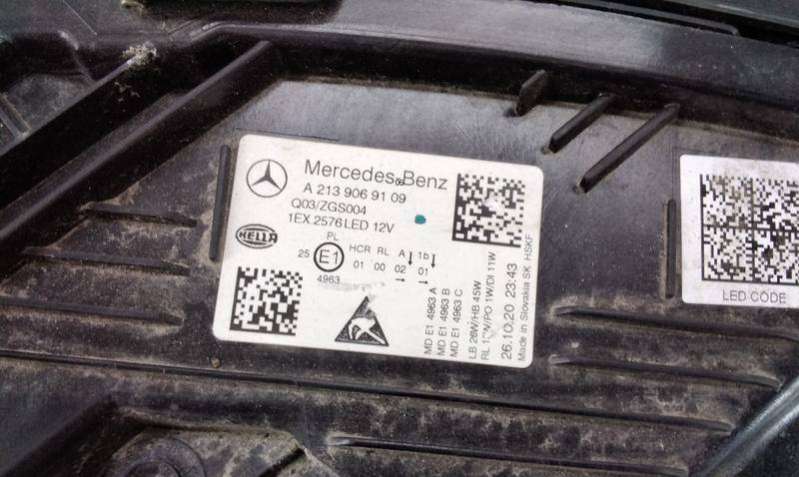 Mercedes-Benz
A 213 906 91 09
Q03/ZGS004
1EX.2576 LED 12V
HELLA
PL
25 E1
4963
HCR RL A 1b
01 00 02 01
MD E1 4963 A
MD E1 4963 B
MD E1 4963 C
LB 26W/HB 45W
RL /PO 1W/DI 11W
26.10.20 23:43
Made in Slovakia SK HSKF
LED CODE